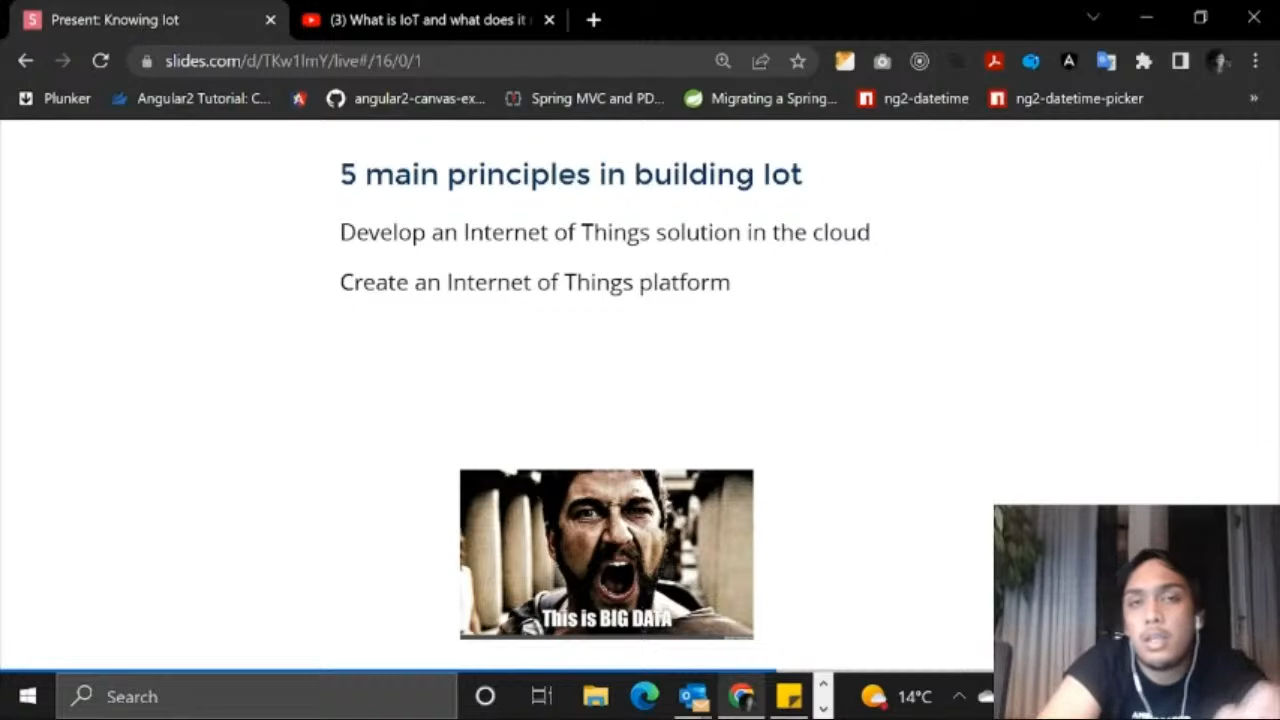 Present: Knowing Iot
(3) What is IoT and what does it
slides.com/d/TKw1lmY/live#/16/0/1
Plunker
Angular2 Tutorial: C...
angular2-canvas-ex...
Spring MVC and PD...
Migrating a Spring...
ng2-datetime
ng2-datetime-picker
5 main principles in building Iot
Develop an Internet of Things solution in the cloud
Create an Internet of Things platform
This is BIG DATA
Search
14°C